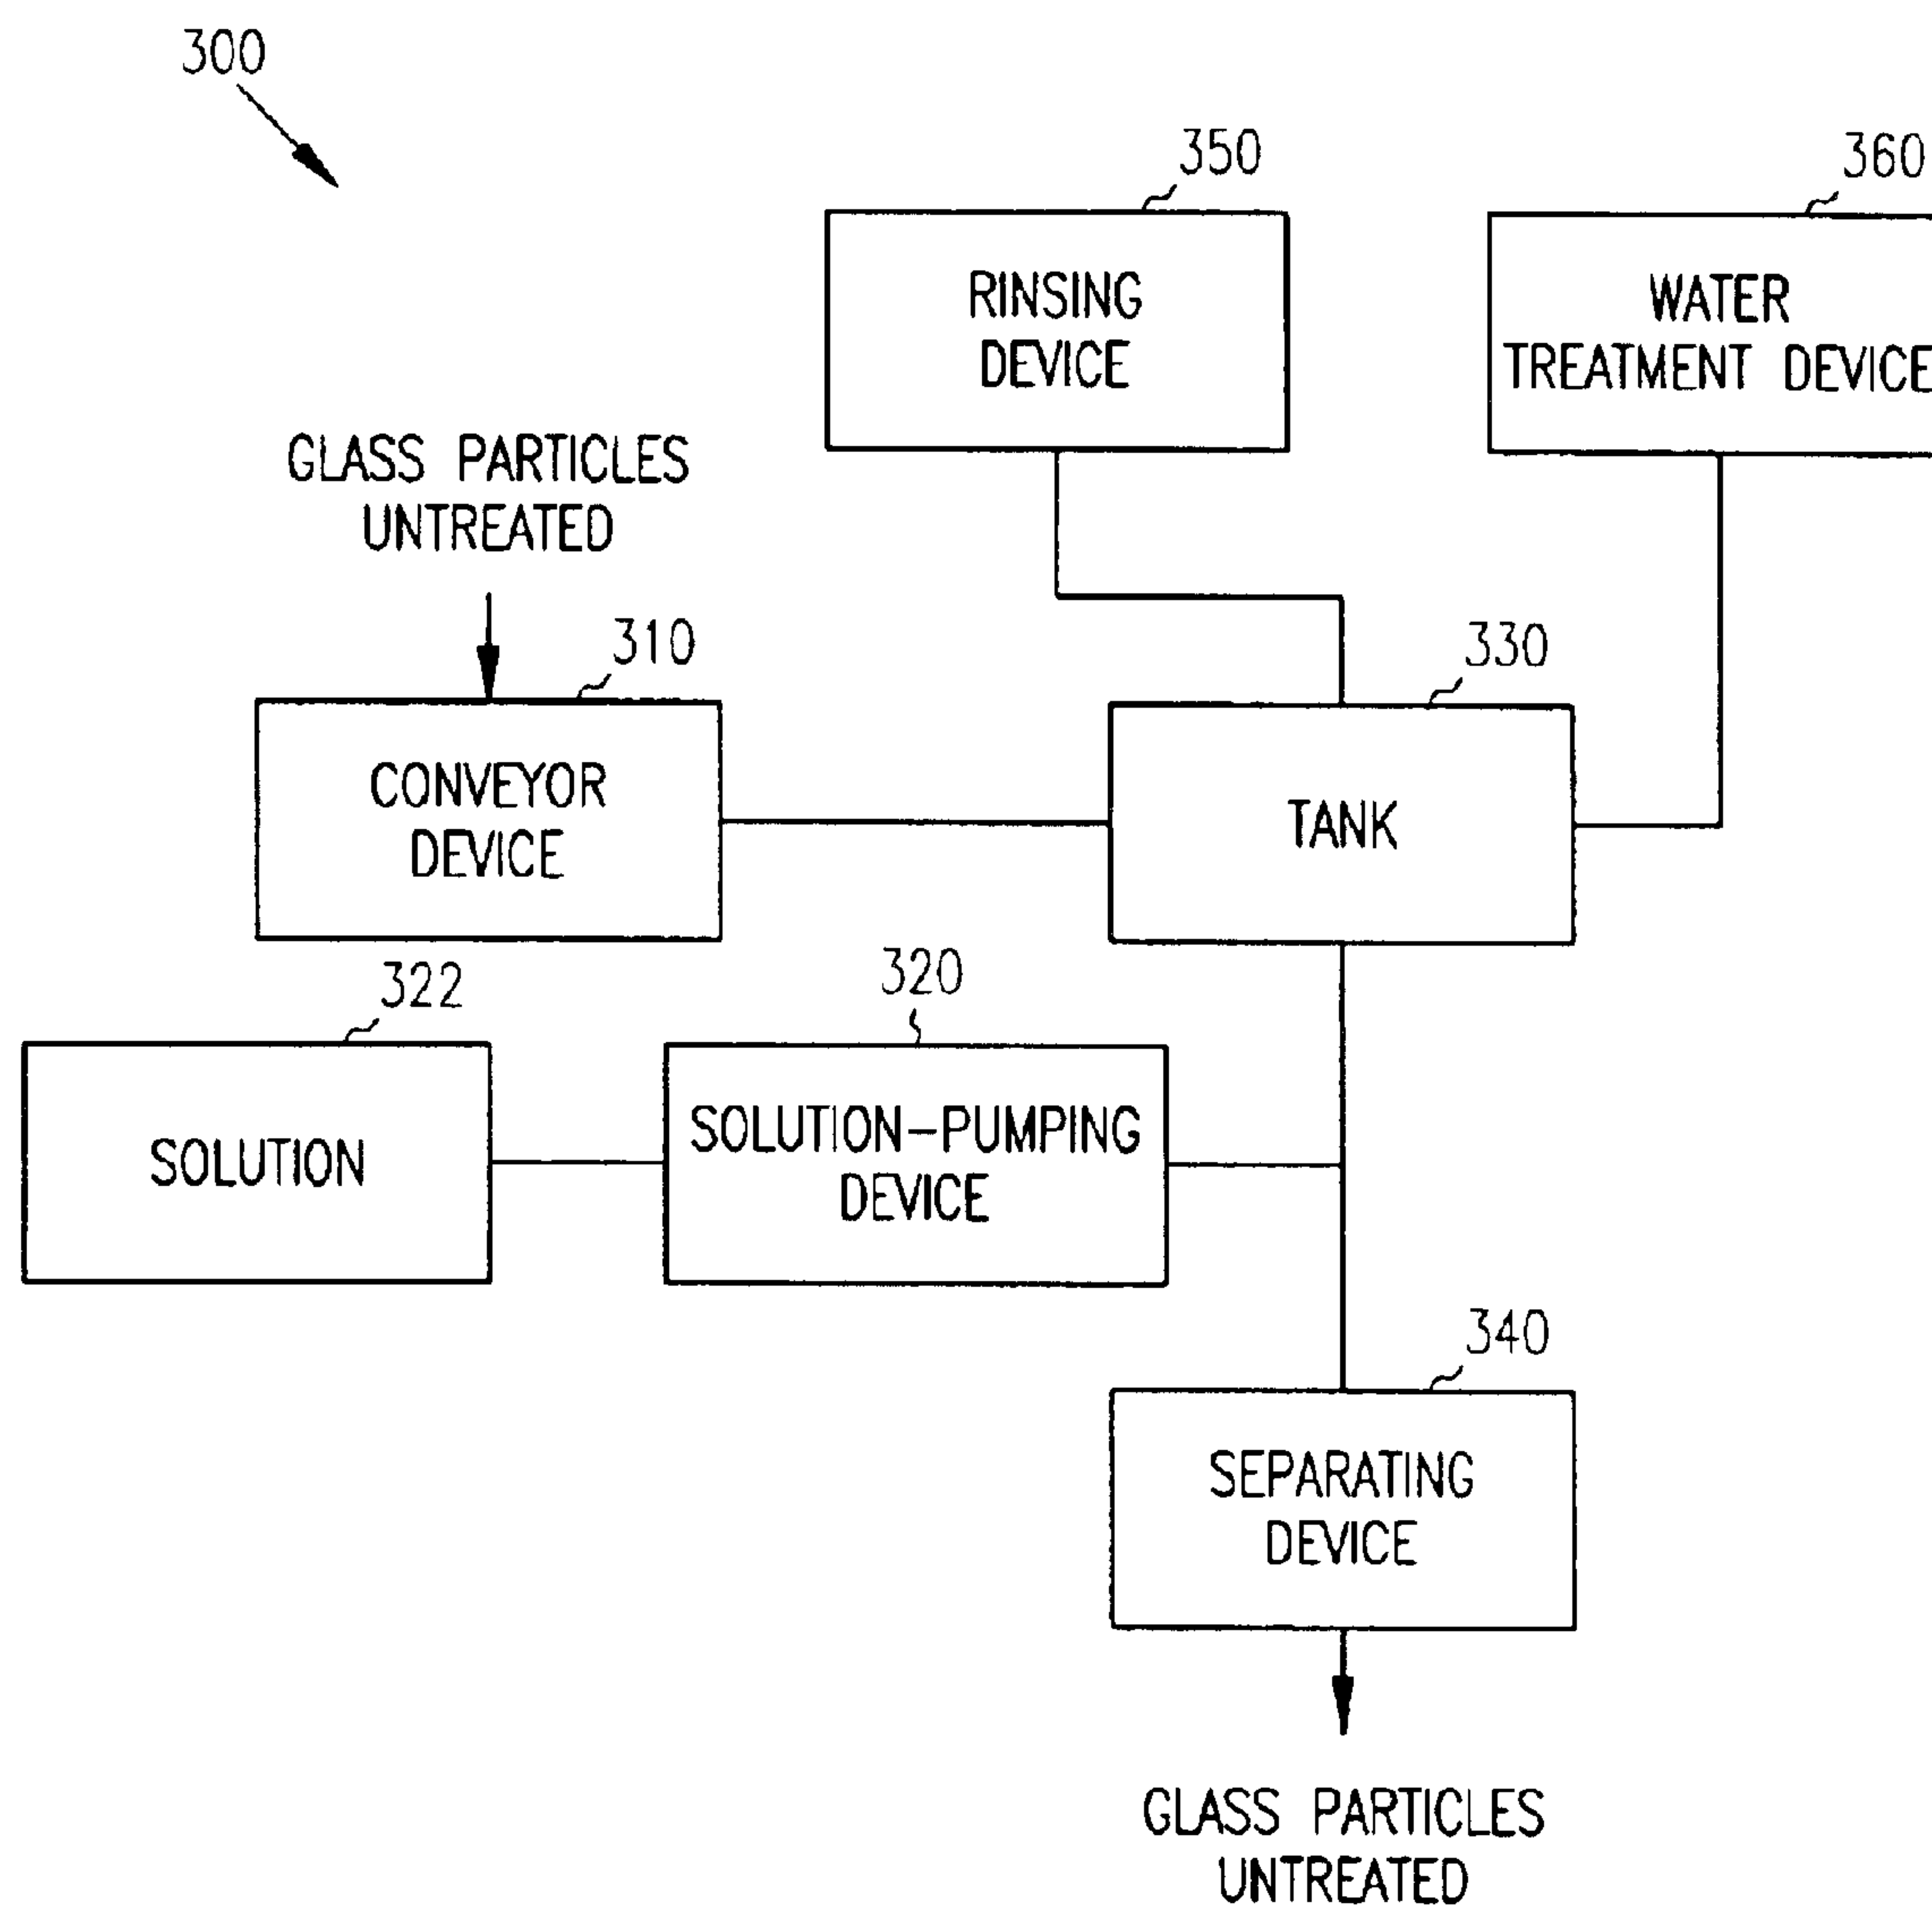 300
350
360
RINSING
DEVICE
WATER
TREATMENT DEVICE
GLASS PARTICLES
UNTREATED
310
330
CONVEYOR
DEVICE
TANK
322
320
SOLUTION
SOLUTION-PUMPING
DEVICE
340
SEPARATING
DEVICE
GLASS PARTICLES
UNTREATED